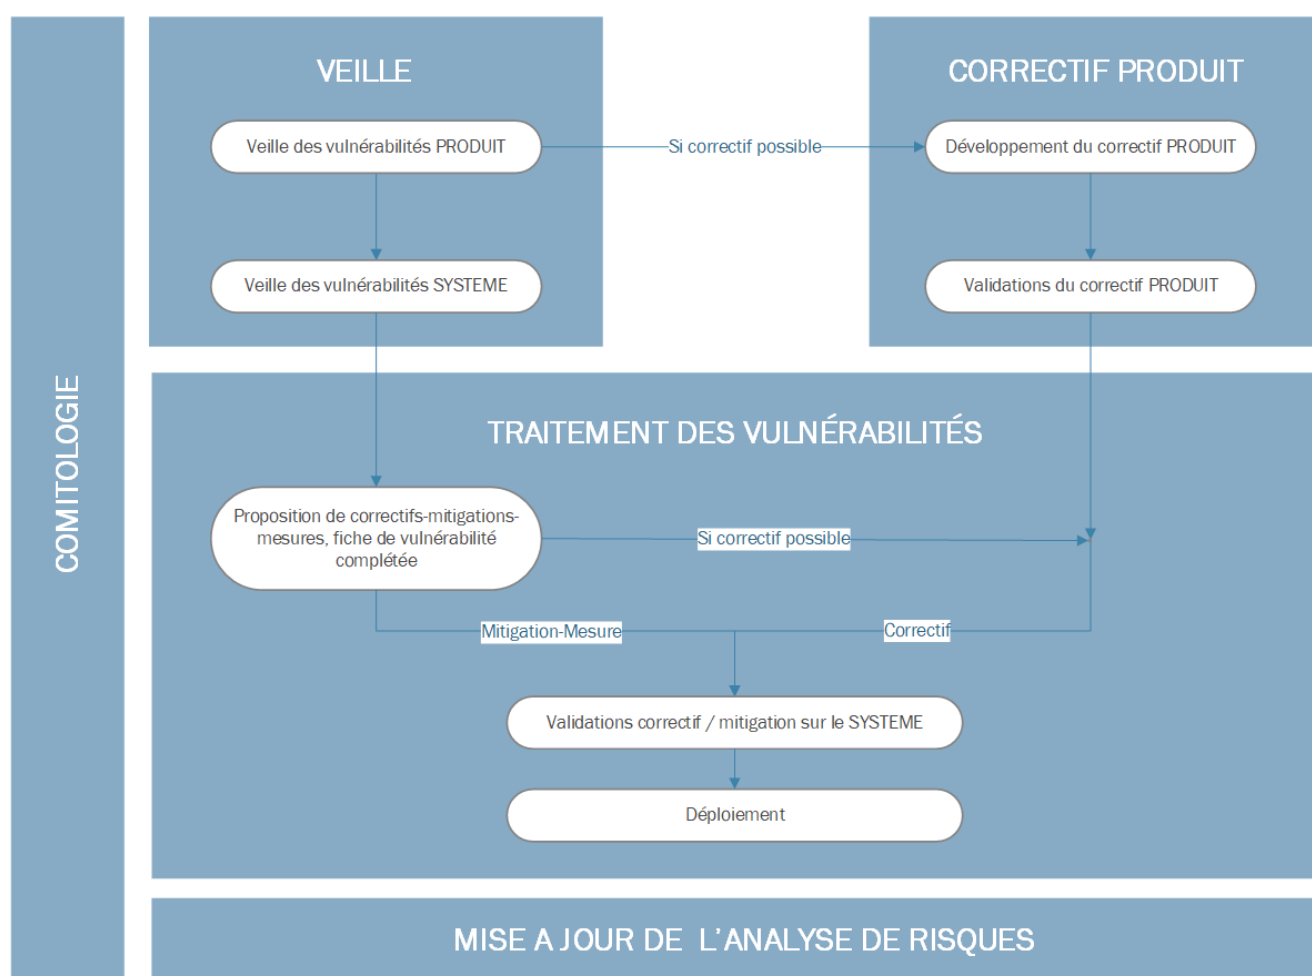 COMITOLOGIE
VEILLE
Veille des vulnérabilités PRODUIT
Veille des vulnérabilités SYSTEME
Si correctif possible
CORRECTIF PRODUIT
Développement du correctif PRODUIT
Validations du correctif PRODUIT
TRAITEMENT DES VULNÉRABILITÉS
Proposition de correctifs-mitigations-
mesures, fiche de vulnérabilité
complétée
Si correctif possible
Mitigation-Mesure
Correctif
Validations correctif / mitigation sur le SYSTEME
Déploiement
MISE A JOUR DE L'ANALYSE DE RISQUES